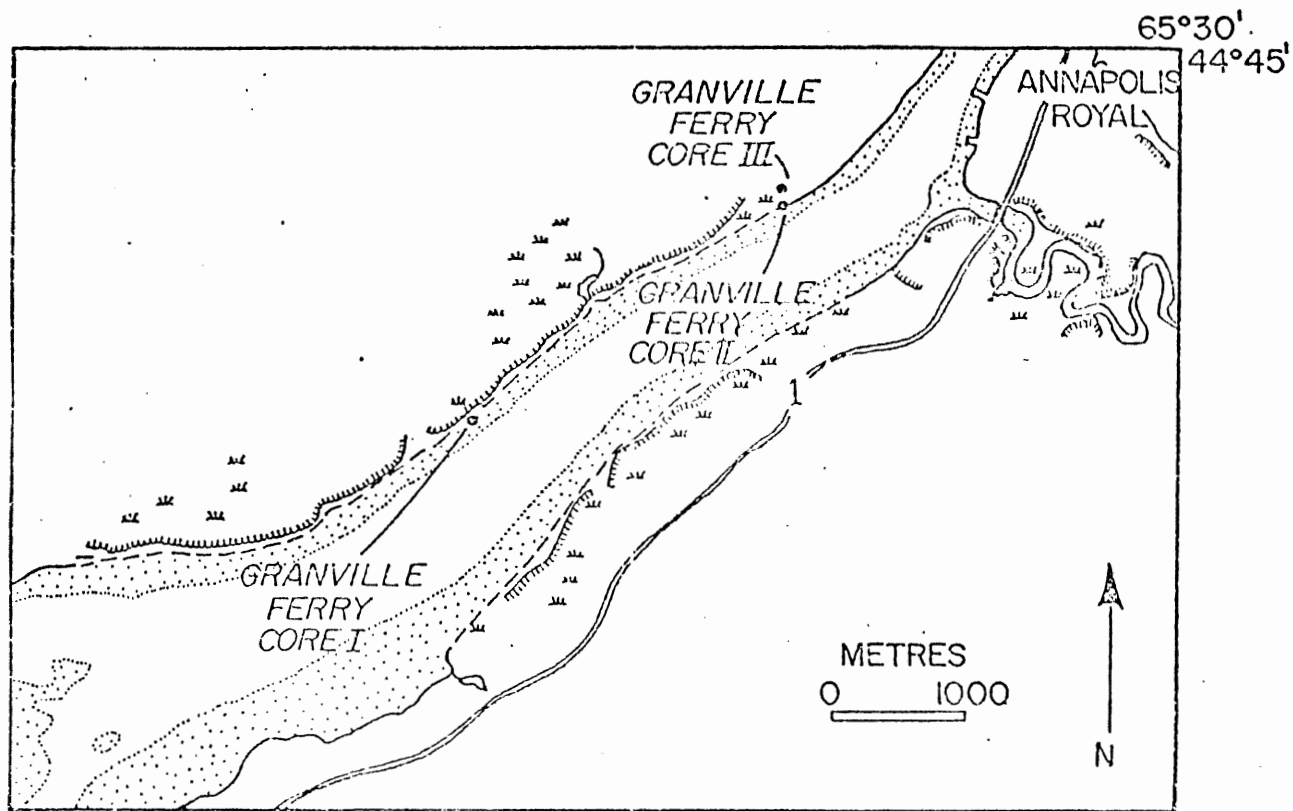 65°30'
44°45'
ANNAPOLIS
ROYAL
GRANVILLE
FERRY
CORE III
GRANVILLE
FERRY
CORE II
1
GRANVILLE
FERRY
CORE I
METRES
0 1000
N